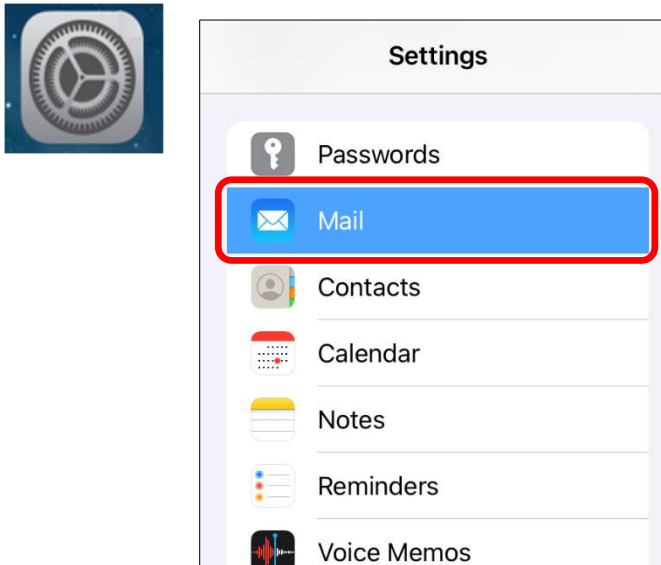 Settings
Passwords
Mail
Contacts
Calendar
Notes
Reminders
Voice Memos